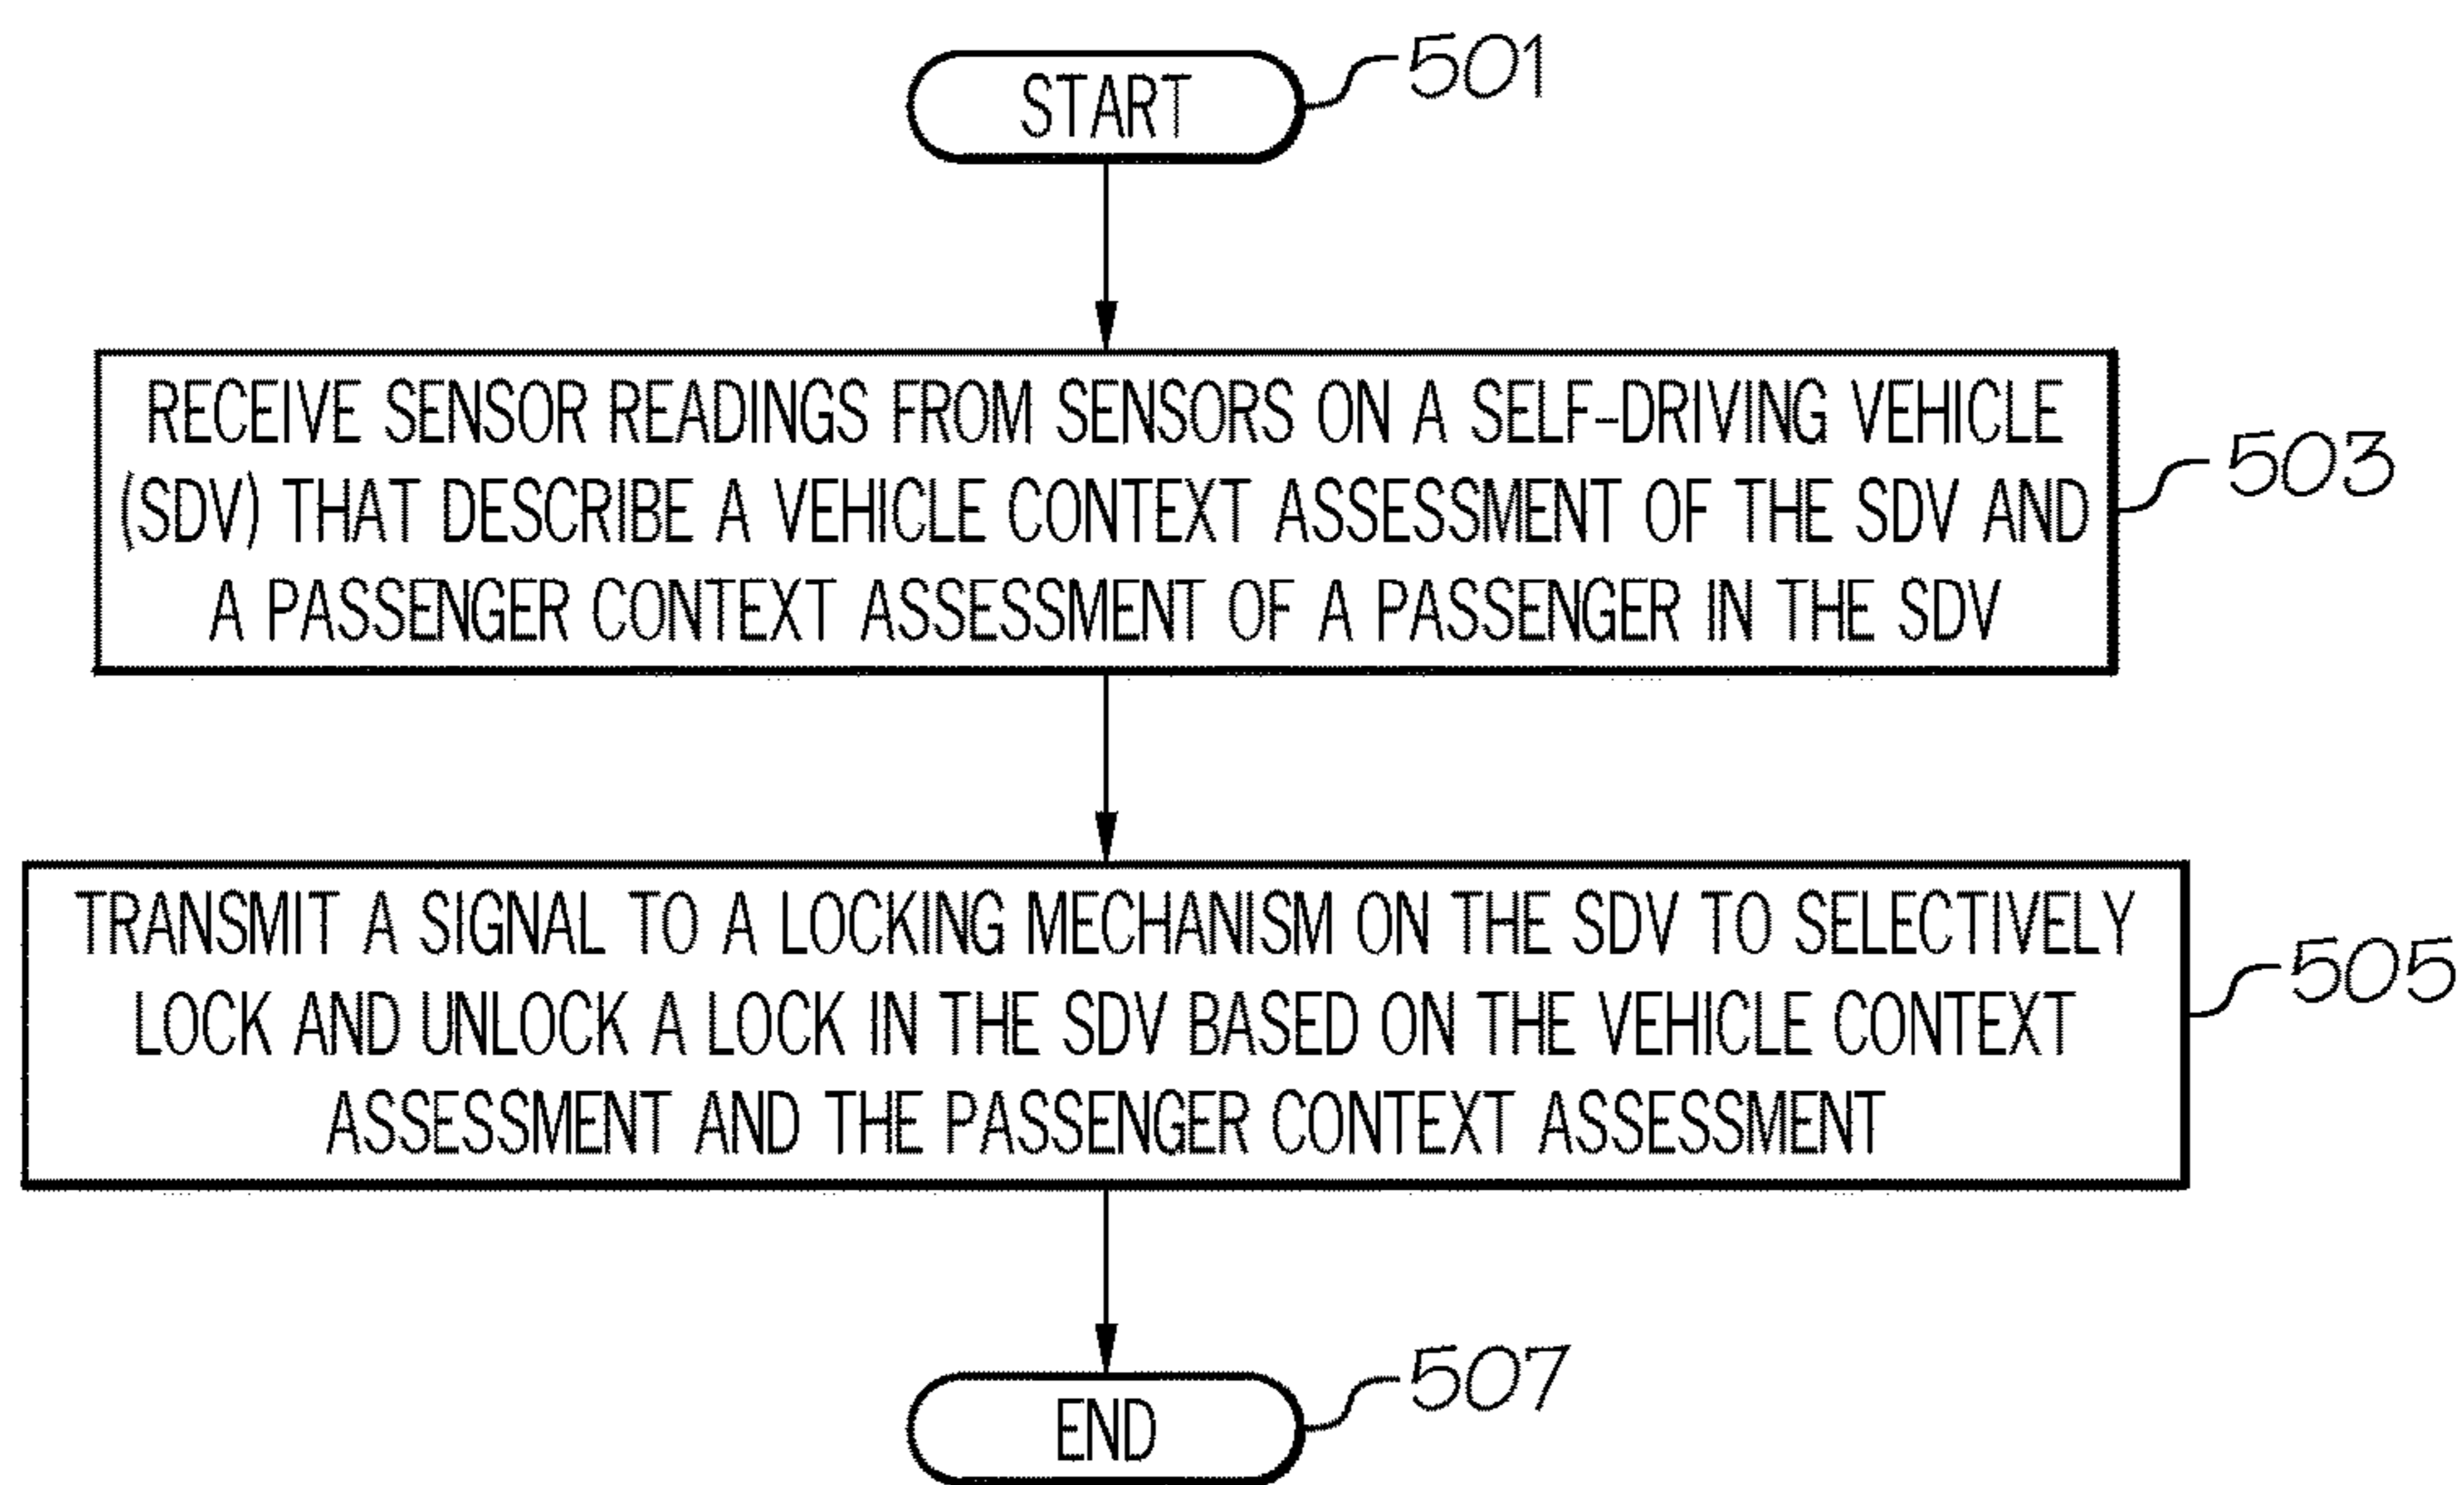 START
501
RECEIVE SENSOR READINGS FROM SENSORS ON A SELF-DRIVING VEHICLE
(SDV) THAT DESCRIBE A VEHICLE CONTEXT ASSESSMENT OF THE SDV AND
A PASSENGER CONTEXT ASSESSMENT OF A PASSENGER IN THE SDV
503
TRANSMIT A SIGNAL TO A LOCKING MECHANISM ON THE SDV TO SELECTIVELY
LOCK AND UNLOCK A LOCK IN THE SDV BASED ON THE VEHICLE CONTEXT
ASSESSMENT AND THE PASSENGER CONTEXT ASSESSMENT
505
END
507